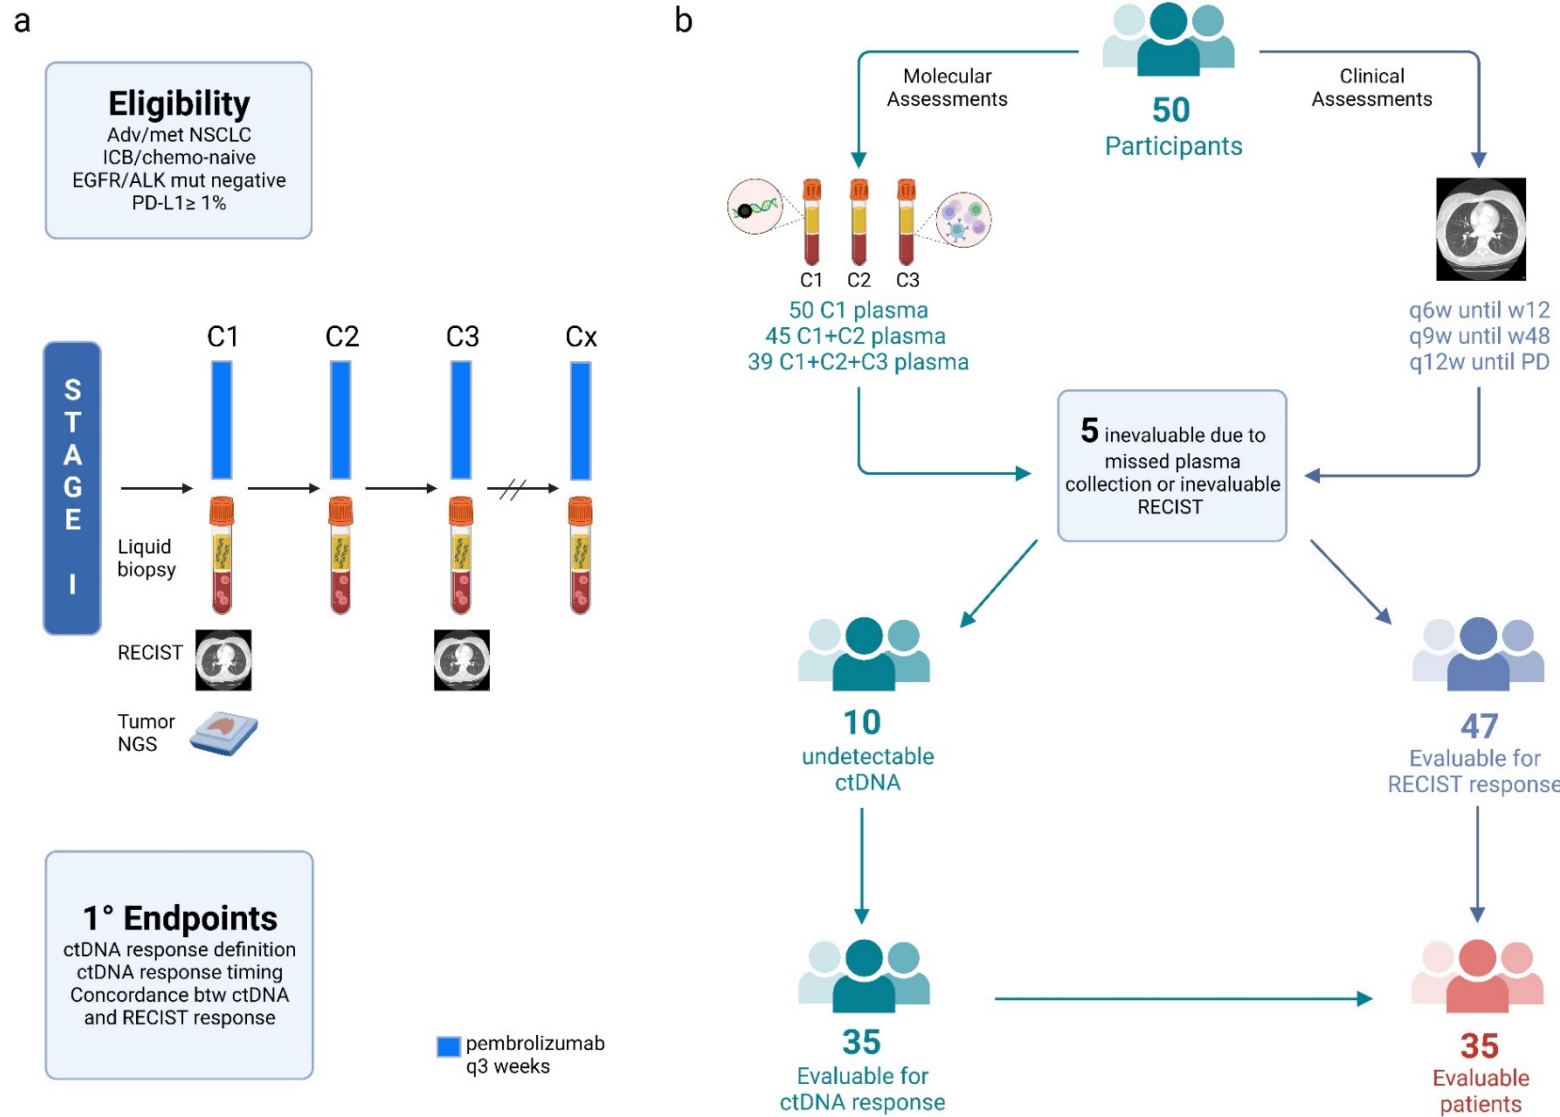 a
Eligibility
Adv/met NSCLC
ICB/chemo-naive
EGFR/ALK mut negative
PD-L1≥ 1%
C1
C2
C3
Cx
S
T
A
G
E
I
Liquid
biopsy
RECIST
Tumor
NGS
1° Endpoints
ctDNA response definition
ctDNA response timing
Concordance btw ctDNA
and RECIST response
pembrolizumab
q3 weeks
b
50
Participants
Molecular
Assessments
Clinical
Assessments
C1
C2
C3
50 C1 plasma
45 C1+C2 plasma
39 C1+C2+C3 plasma
q6w until w12
q9w until w48
q12w until PD
5 inevaluable due to
missed plasma
collection or inevaluable
RECIST
10
undetectable
ctDNA
47
Evaluable for
RECIST response
35
Evaluable for
ctDNA response
35
Evaluable
patients